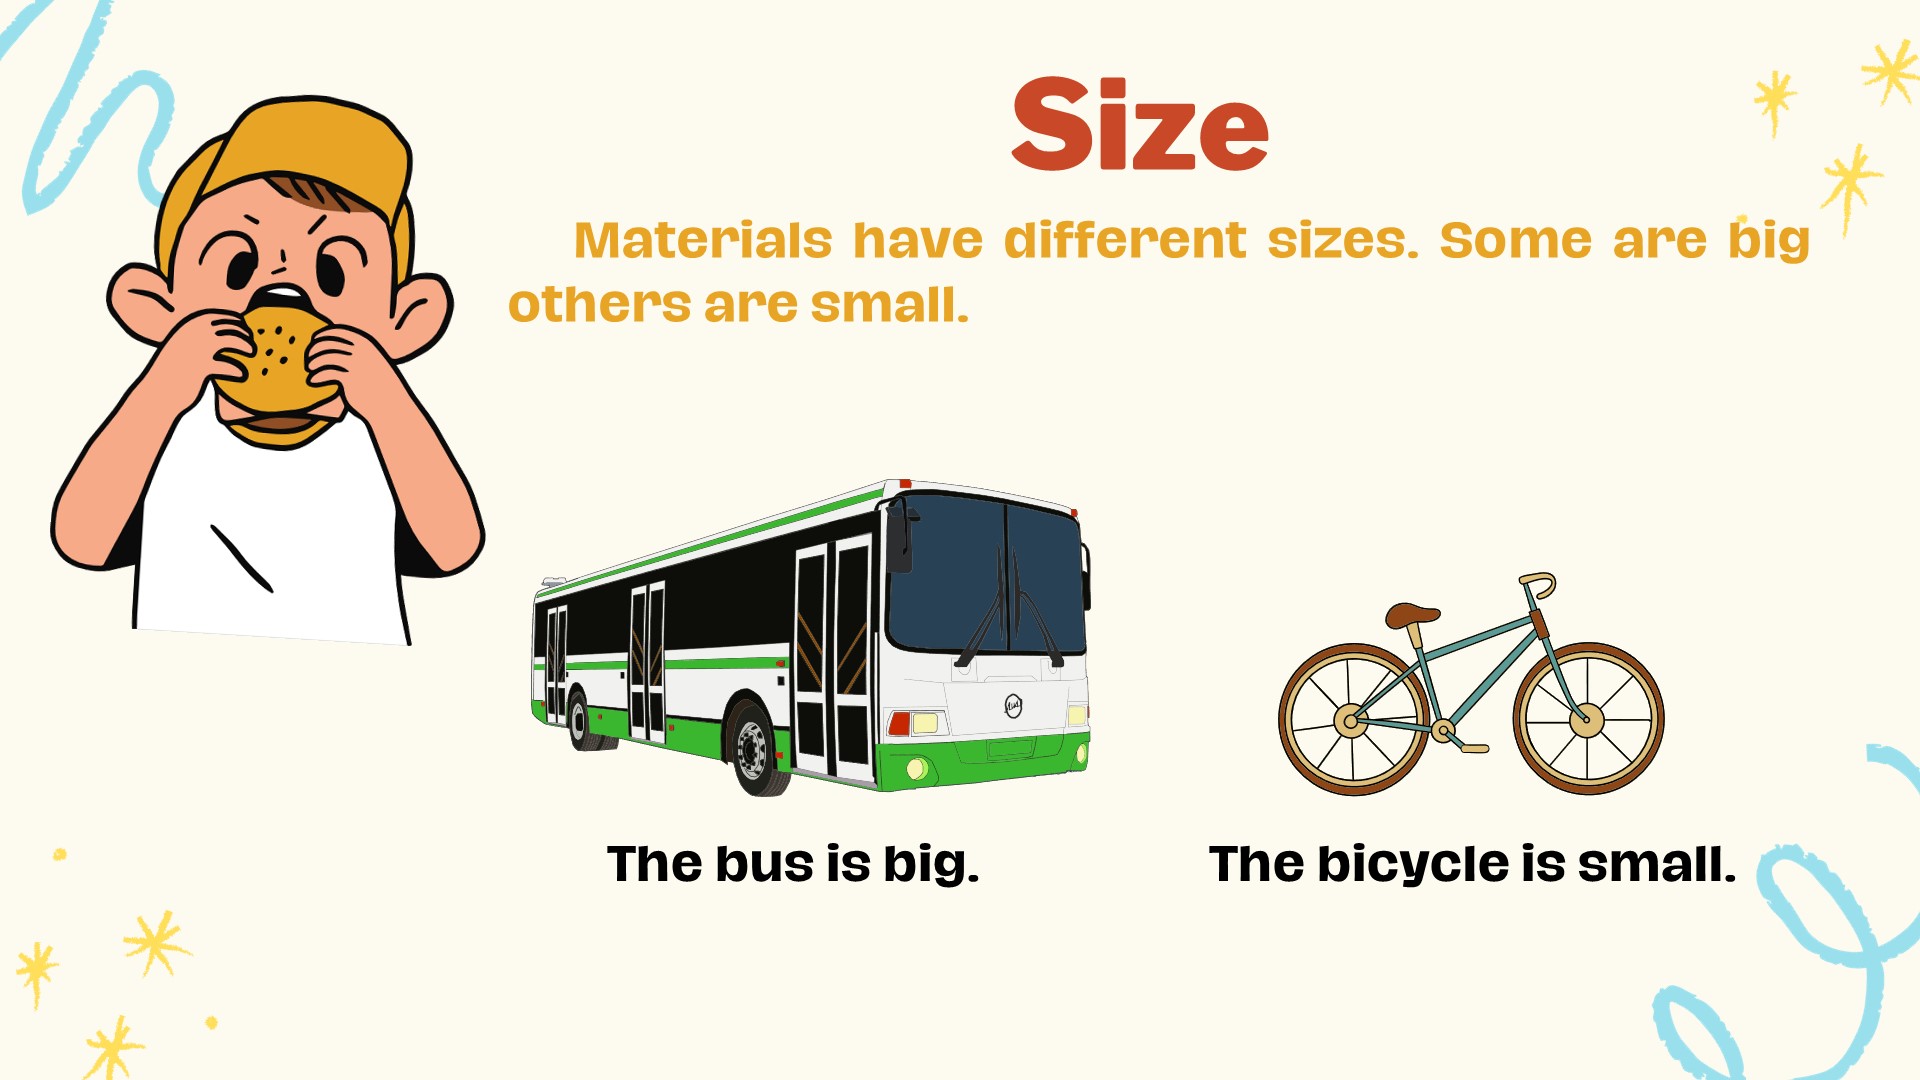 Size
Materials have different sizes. Some are big
others are small.
The bus is big.
The bicycle is small.